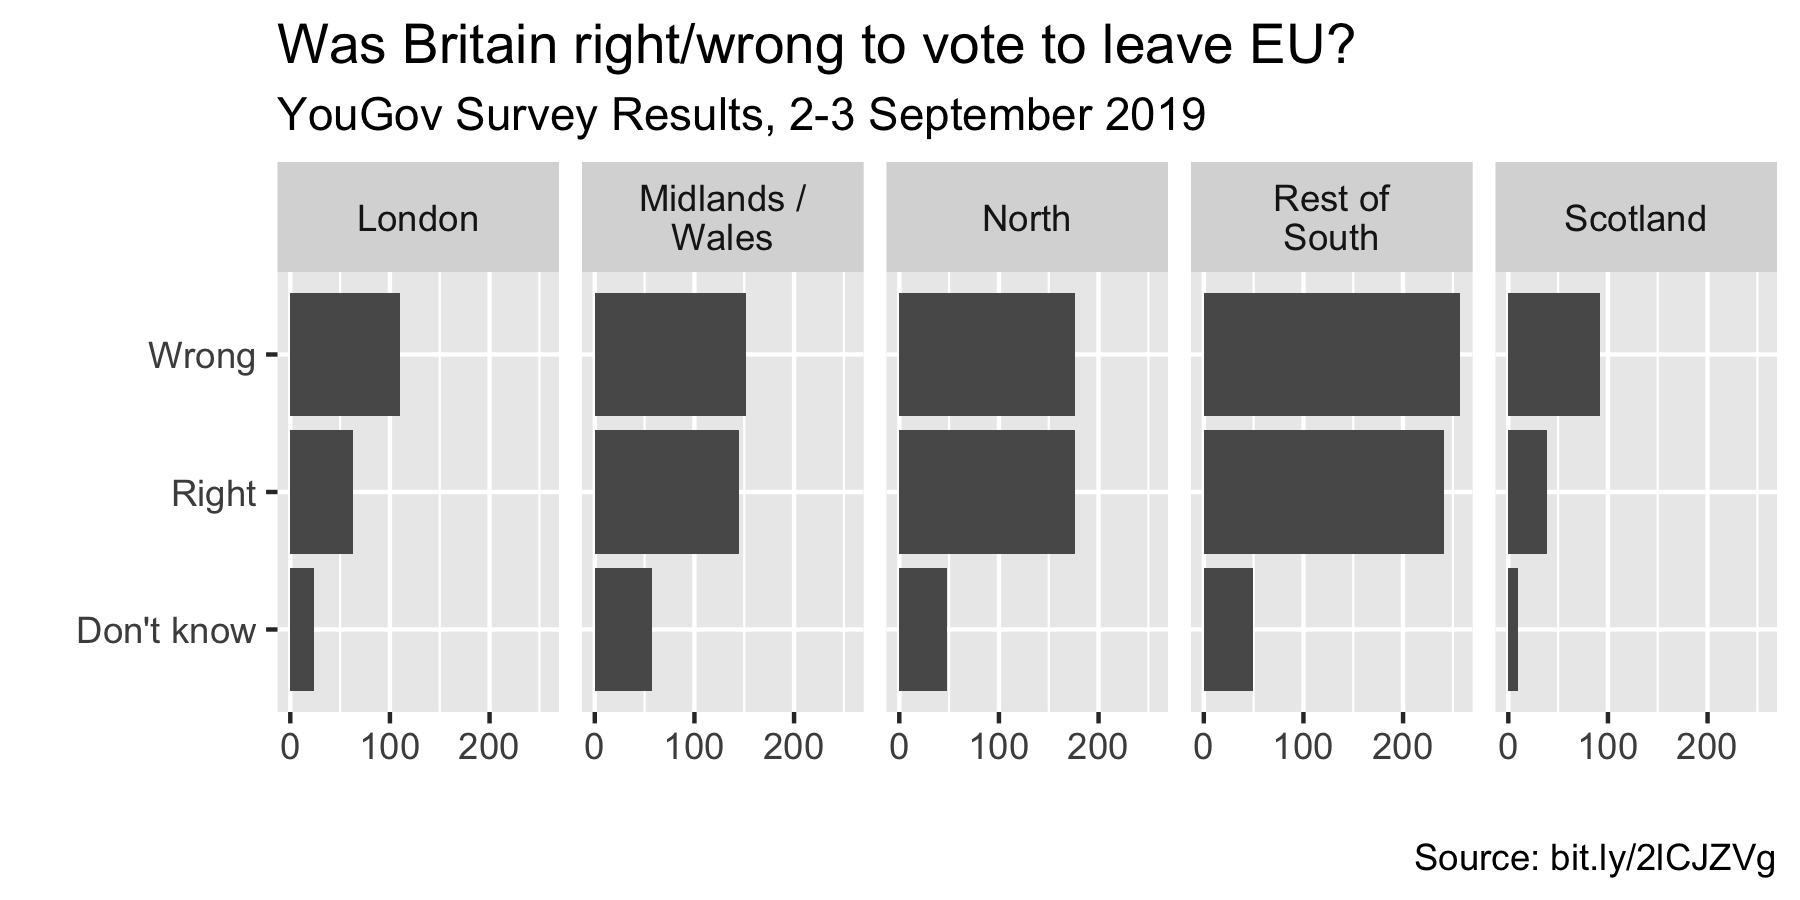 Was Britain right/wrong to vote to leave EU?
YouGov Survey Results, 2-3 September 2019
London
Midlands /
Wales
North
Rest of
South
Scotland
Wrong
Right
Don't know
0 100 200
0 100 200
0 100 200
0 100 200
0 100 200
Source: bit.ly/2lCJZVg